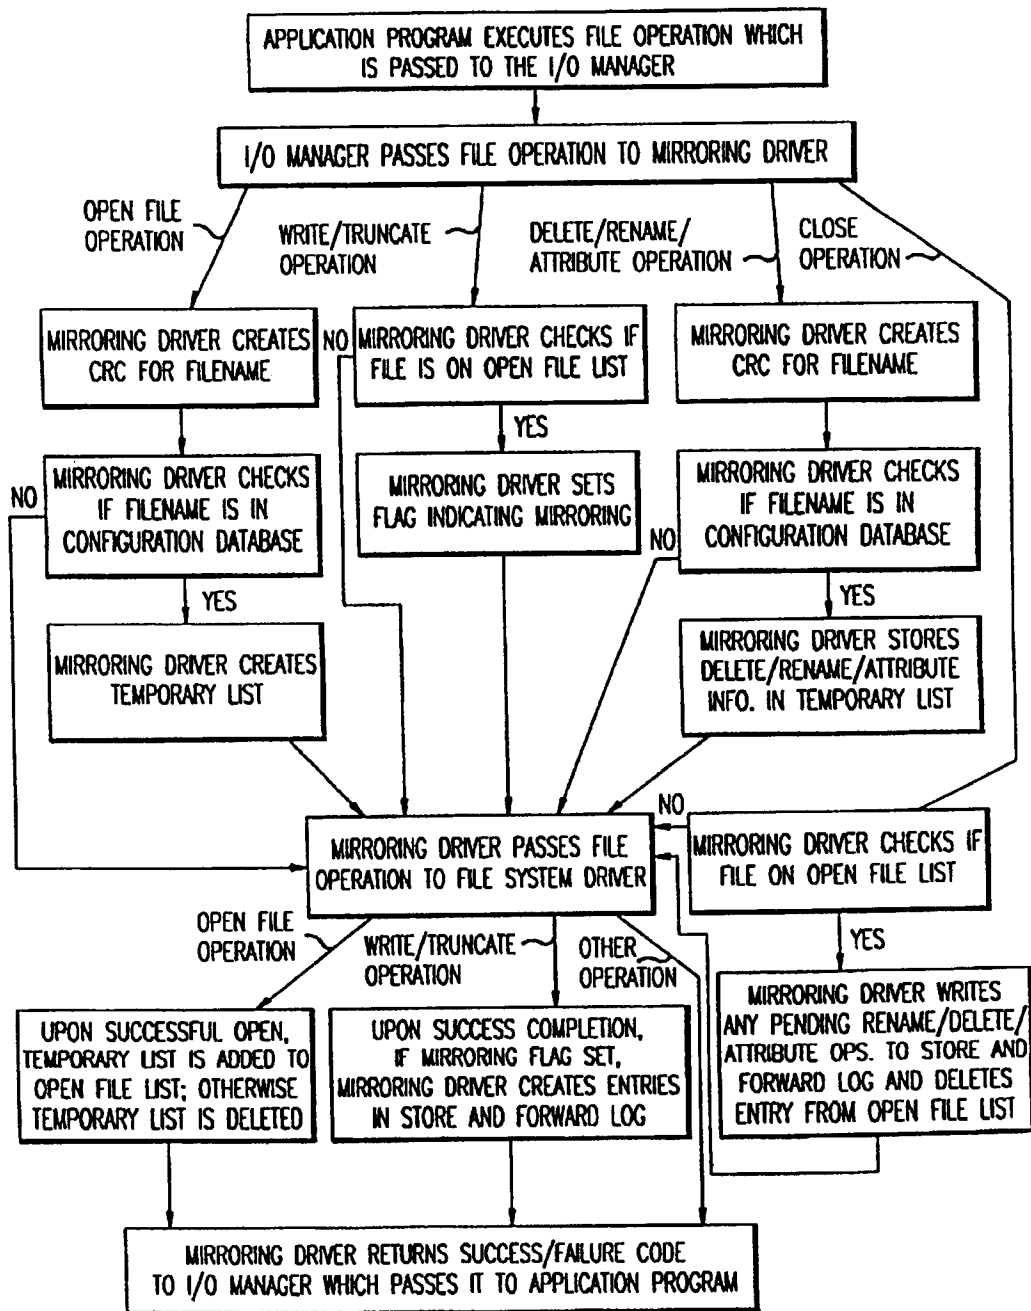 APPLICATION PROGRAM EXECUTES FILE OPERATION WHICH
IS PASSED TO THE I/O MANAGER
I/O MANAGER PASSES FILE OPERATION TO MIRRORING DRIVER
OPEN FILE
OPERATION
WRITE/TRUNCATE
OPERATION
DELETE/RENAME/
ATTRIBUTE OPERATION
CLOSE
OPERATION
MIRRORING DRIVER CREATES
CRC FOR FILENAME
NO
MIRRORING DRIVER CHECKS IF
FILE IS ON OPEN FILE LIST
MIRRORING DRIVER CREATES
CRC FOR FILENAME
YES
NO
MIRRORING DRIVER CHECKS
IF FILENAME IS IN
CONFIGURATION DATABASE
MIRRORING DRIVER SETS
FLAG INDICATING MIRRORING
NO
MIRRORING DRIVER CHECKS
IF FILENAME IS IN
CONFIGURATION DATABASE
YES
YES
MIRRORING DRIVER CREATES
TEMPORARY LIST
MIRRORING DRIVER STORES
DELETE/RENAME/ATTRIBUTE
INFO. IN TEMPORARY LIST
MIRRORING DRIVER PASSES FILE
OPERATION TO FILE SYSTEM DRIVER
NO
MIRRORING DRIVER CHECKS IF
FILE ON OPEN FILE LIST
OPEN FILE
OPERATION
WRITE/TRUNCATE
OPERATION
OTHER
OPERATION
YES
UPON SUCCESSFUL OPEN,
TEMPORARY LIST IS ADDED TO
OPEN FILE LIST; OTHERWISE
TEMPORARY LIST IS DELETED
UPON SUCCESS COMPLETION,
IF MIRRORING FLAG SET,
MIRRORING DRIVER CREATES ENTRIES
IN STORE AND FORWARD LOG
MIRRORING DRIVER WRITES
ANY PENDING RENAME/DELETE/
ATTRIBUTE OPS. TO STORE AND
FORWARD LOG AND DELETES
ENTRY FROM OPEN FILE LIST
MIRRORING DRIVER RETURNS SUCCESS/FAILURE CODE
TO I/O MANAGER WHICH PASSES IT TO APPLICATION PROGRAM